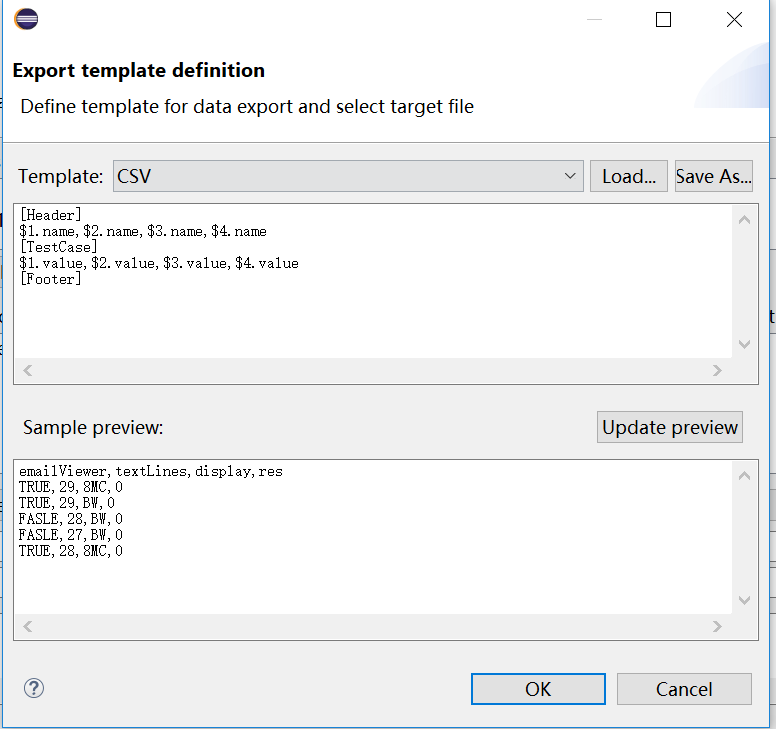 Export template definition
Define template for data export and select target file
Template: CSV Load... Save As...
[Header]
$1.name,$2.name,$3.name,$4.name
[TestCase]
$1.value,$2.value,$3.value,$4.value
[Footer]
Sample preview: Update preview
emailViewer,textLines,display,res
TRUE,29,8MC,0
TRUE,29,BW,0
FASLE,28,BW,0
FASLE,27,BW,0
TRUE,28,8MC,0
OK Cancel